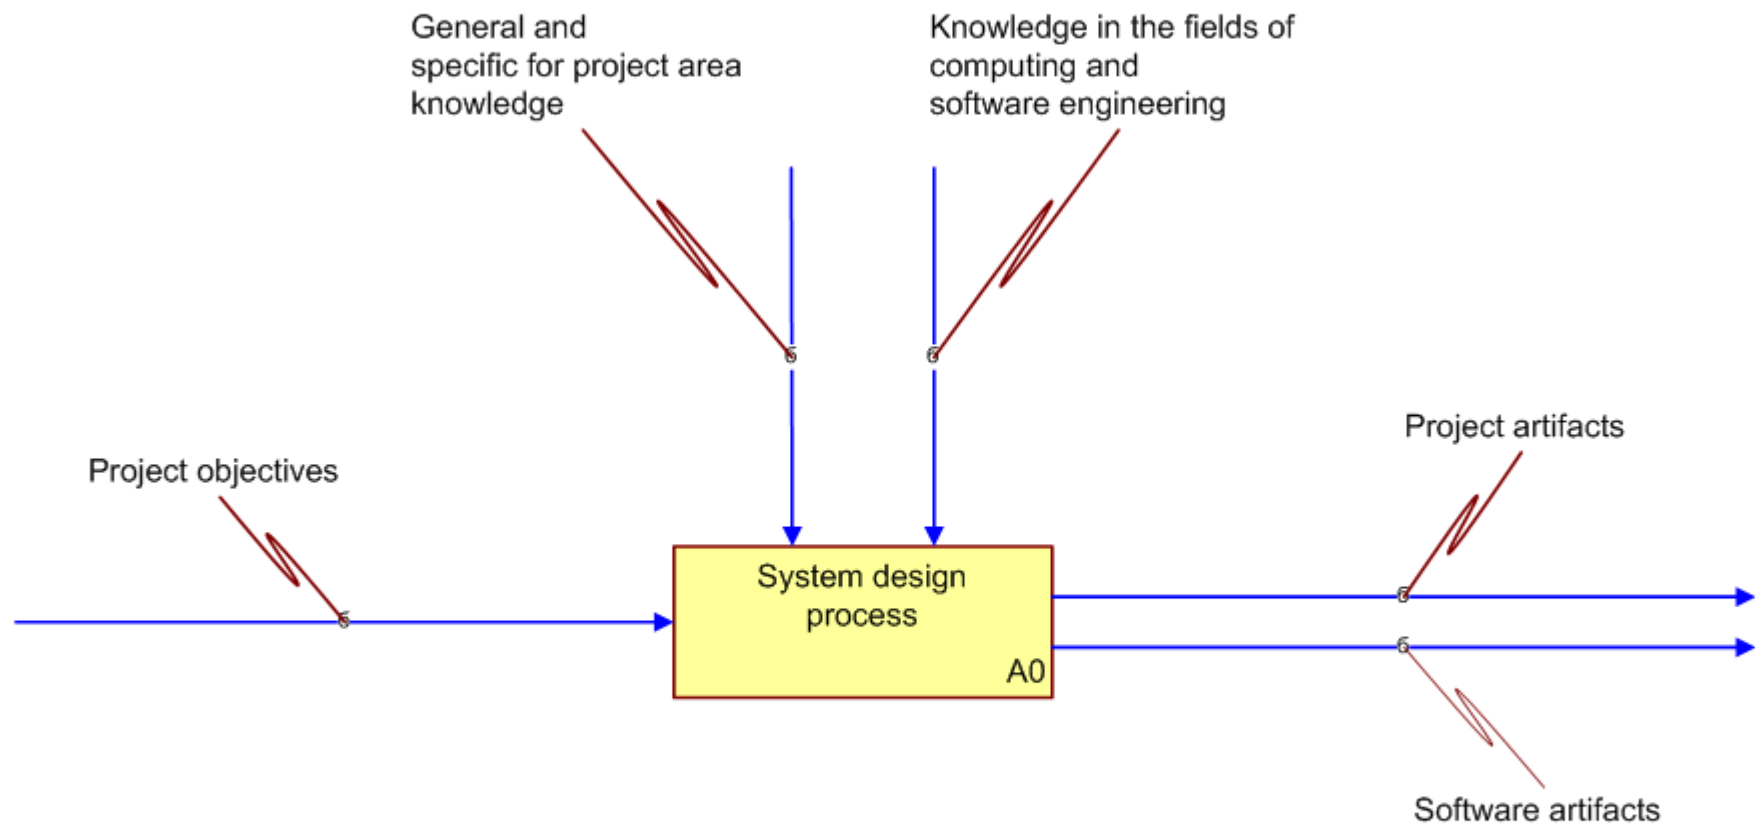 General and
specific for project area
knowledge
Knowledge in the fields of
computing and
software engineering
Project artifacts
Project objectives
System design
process
A0
Software artifacts